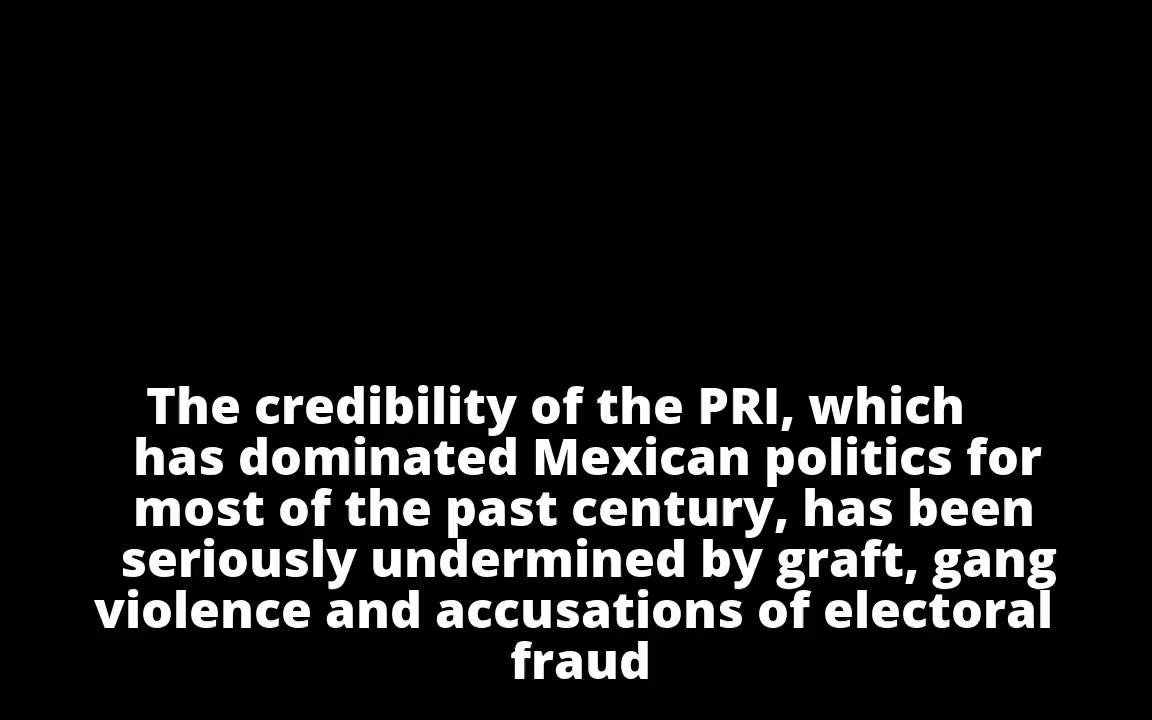 The credibility of the PRI, which
has dominated Mexican politics for
most of the past century, has been
seriously undermined by graft, gang
violence and accusations of electoral
fraud